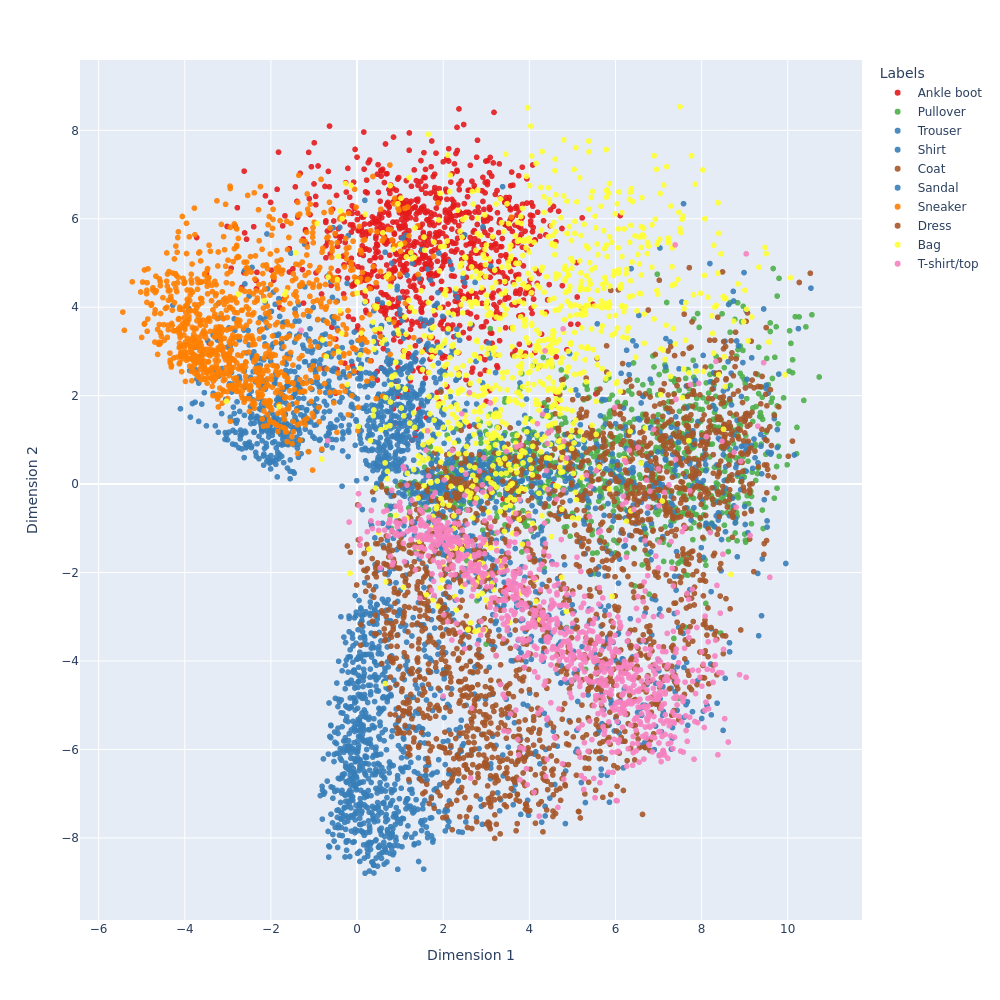 Labels
Ankle boot
Pullover
Trouser
Shirt
Coat
Sandal
Sneaker
Dress
Bag
T-shirt/top
8
6
4
2
0
−2
−4
−6
−8
Dimension 2
−6 −4 −2 0 2 4 6 8 10
Dimension 1